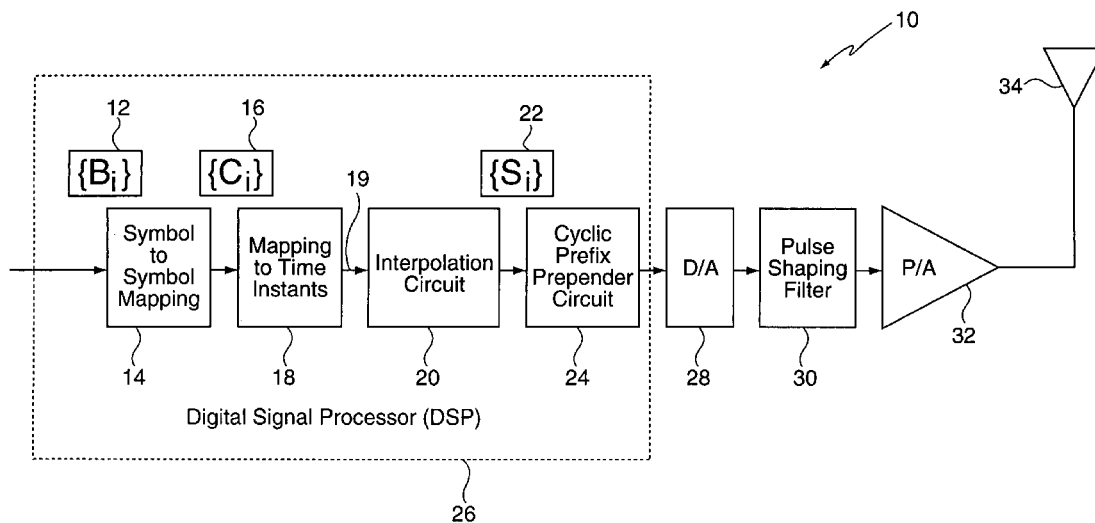 10
34
12
16
22
{Bi}
{Ci}
{Si}
19
Symbol
to
Symbol
Mapping
Mapping
to Time
Instants
Interpolation
Circuit
Cyclic
Prefix
Prepender
Circuit
D/A
Pulse
Shaping
Filter
P/A
32
14
18
20
24
28
30
Digital Signal Processor (DSP)
26